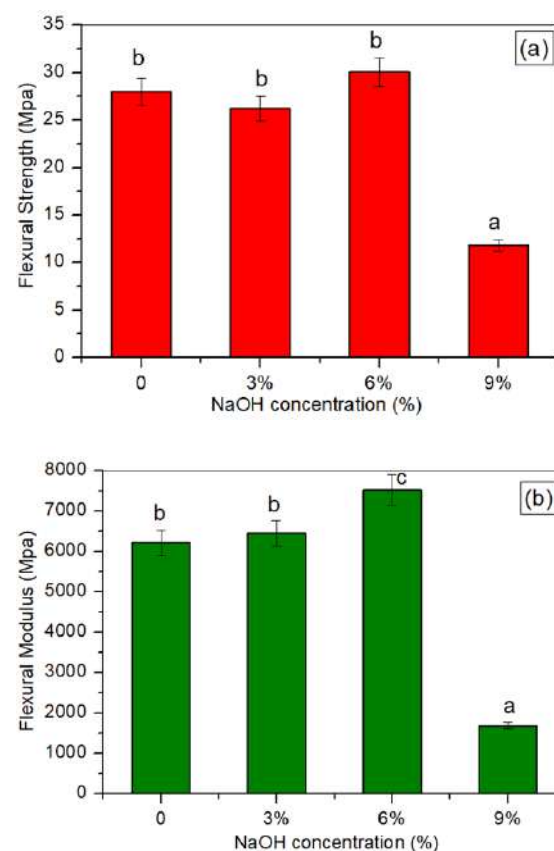 (a)
Flexural Strength (Mpa)
35
30
25
20
15
10
5
0
b
b
b
a
0
3%
6%
9%
NaOH concentration (%)
(b)
Flexural Modulus (Mpa)
8000
7000
6000
5000
4000
3000
2000
1000
0
b
b
c
a
0
3%
6%
9%
NaOH concentration (%)